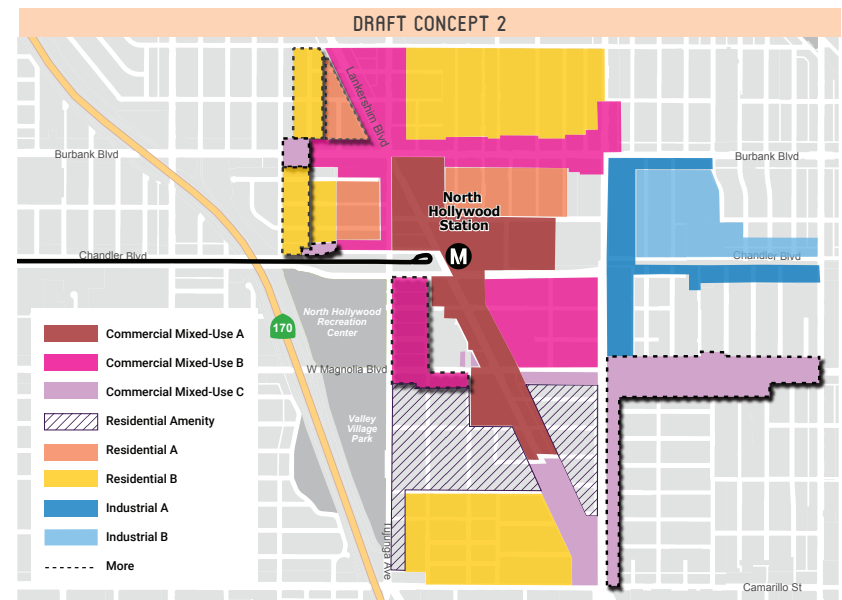 DRAFT CONCEPT 2
Lankershim Blvd
Burbank Blvd
Burbank Blvd
North
Hollywood
Station
M
Chandler Blvd
Chandler Blvd
North Hollywood
Recreation
Center
170
W Magnolia Blvd
Valley
Village
Park
Tujunga Ave
Camarillo St
Commercial Mixed-Use A
Commercial Mixed-Use B
Commercial Mixed-Use C
Residential Amenity
Residential A
Residential B
Industrial A
Industrial B
More